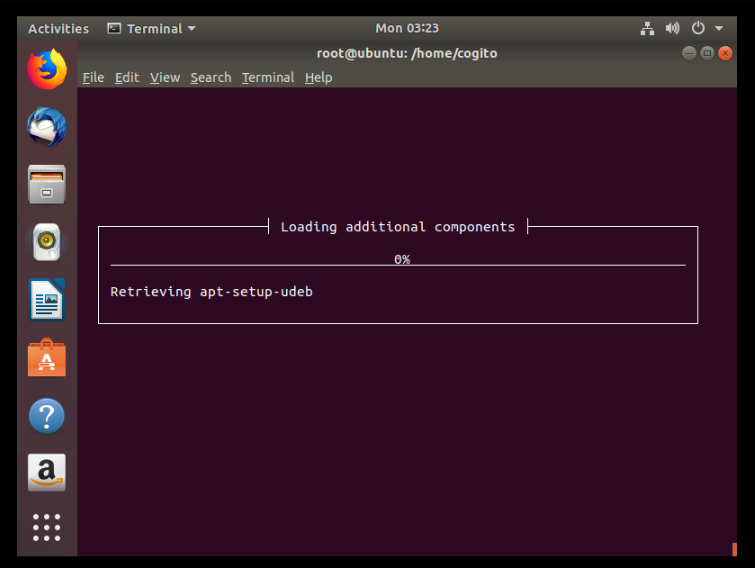 Activities Terminal Mon 03:23
root@ubuntu: /home/cogito
File Edit View Search Terminal Help
Loading additional components
0%
Retrieving apt-setup-udeb